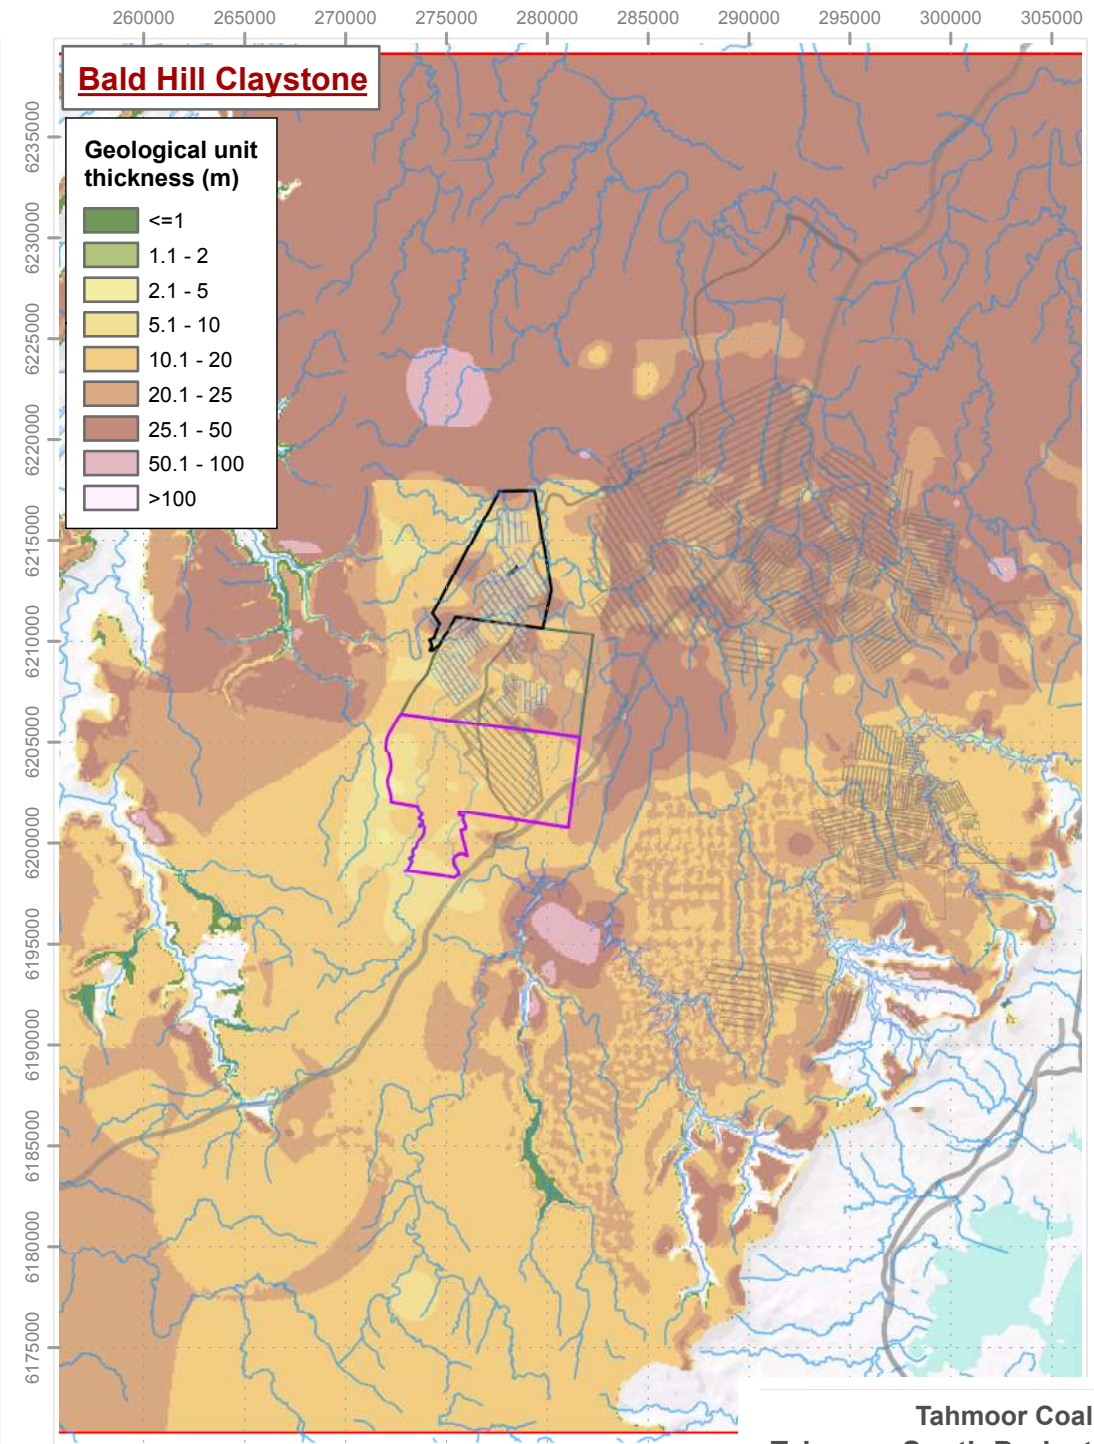 260000 265000 270000 275000 280000 285000 290000 295000 300000 305000
Bald Hill Claystone
Geological unit
thickness (m)
<=1
1.1 - 2
2.1 - 5
5.1 - 10
10.1 - 20
20.1 - 25
25.1 - 50
50.1 - 100
>100
6235000
6230000
6225000
6220000
6215000
6210000
6205000
6200000
6195000
6190000
6185000
6180000
6175000
Tahmoor Coal